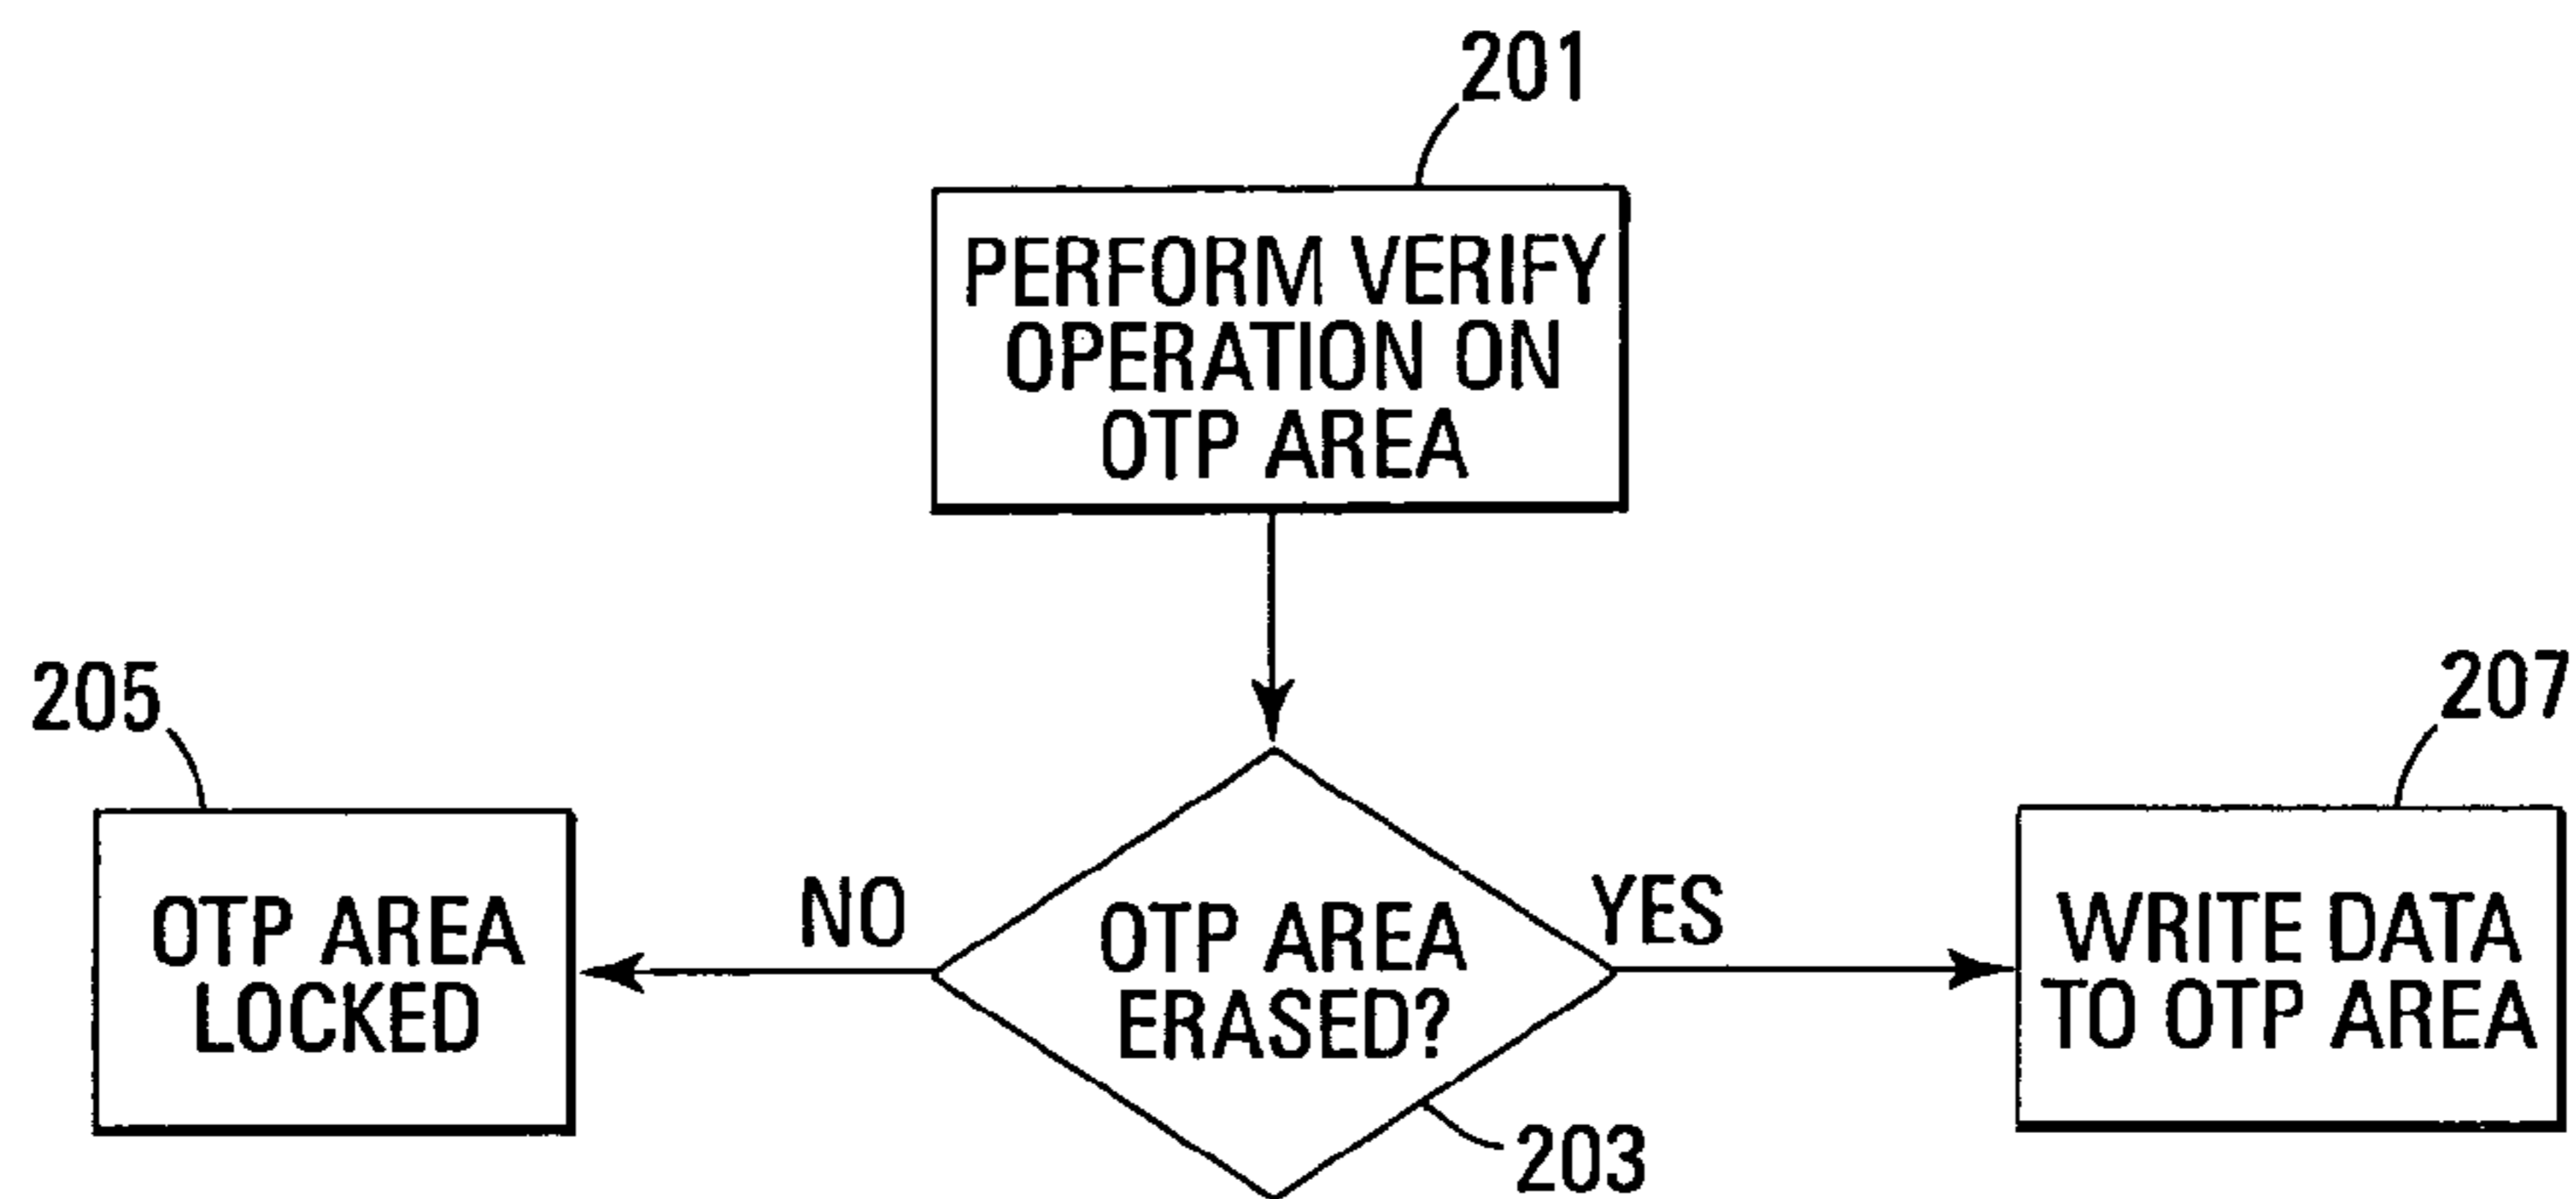 201
PERFORM VERIFY
OPERATION ON
OTP AREA
205
207
OTP AREA
LOCKED
NO
OTP AREA
ERASED?
YES
WRITE DATA
TO OTP AREA
203